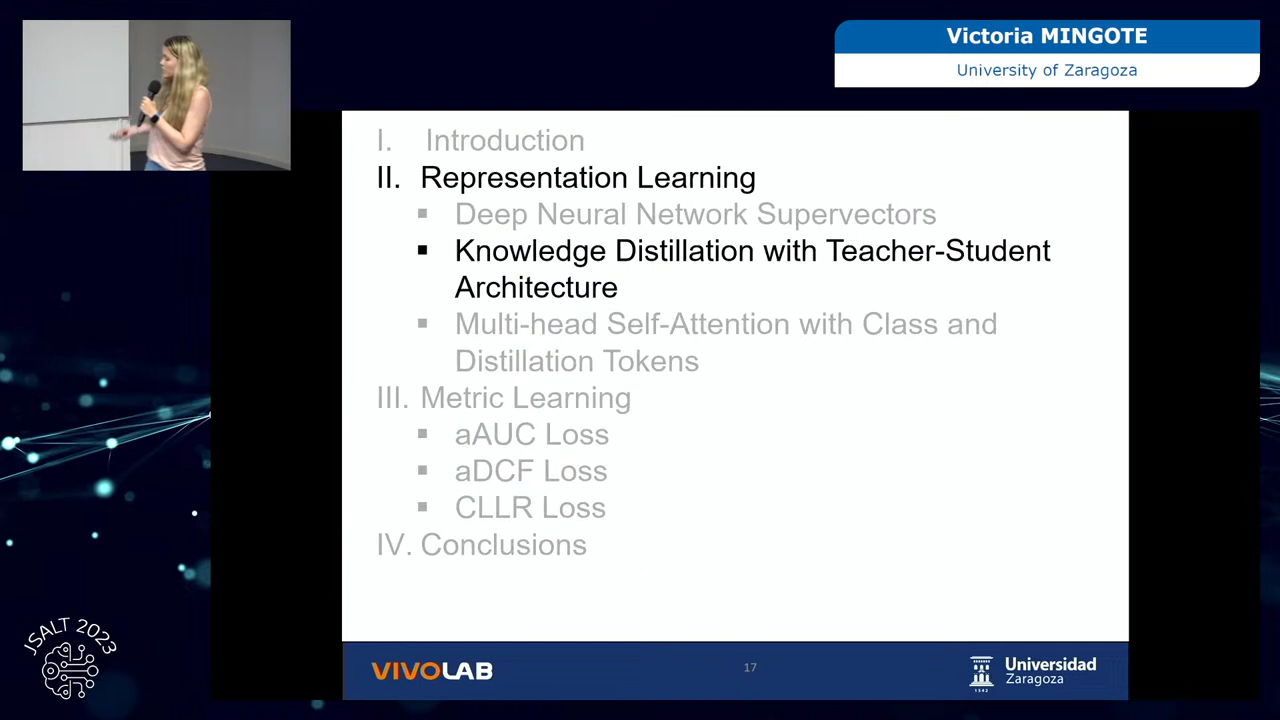 Victoria MINGOTE
University of Zaragoza
I. Introduction
II. Representation Learning
▪ Deep Neural Network Supervectors
▪ Knowledge Distillation with Teacher-Student
Architecture
▪ Multi-head Self-Attention with Class and
Distillation Tokens
III. Metric Learning
▪ aAUC Loss
▪ aDCF Loss
▪ CLLR Loss
IV. Conclusions
JSALT 2023
VIVOLAB
17
1542
Universidad
Zaragoza